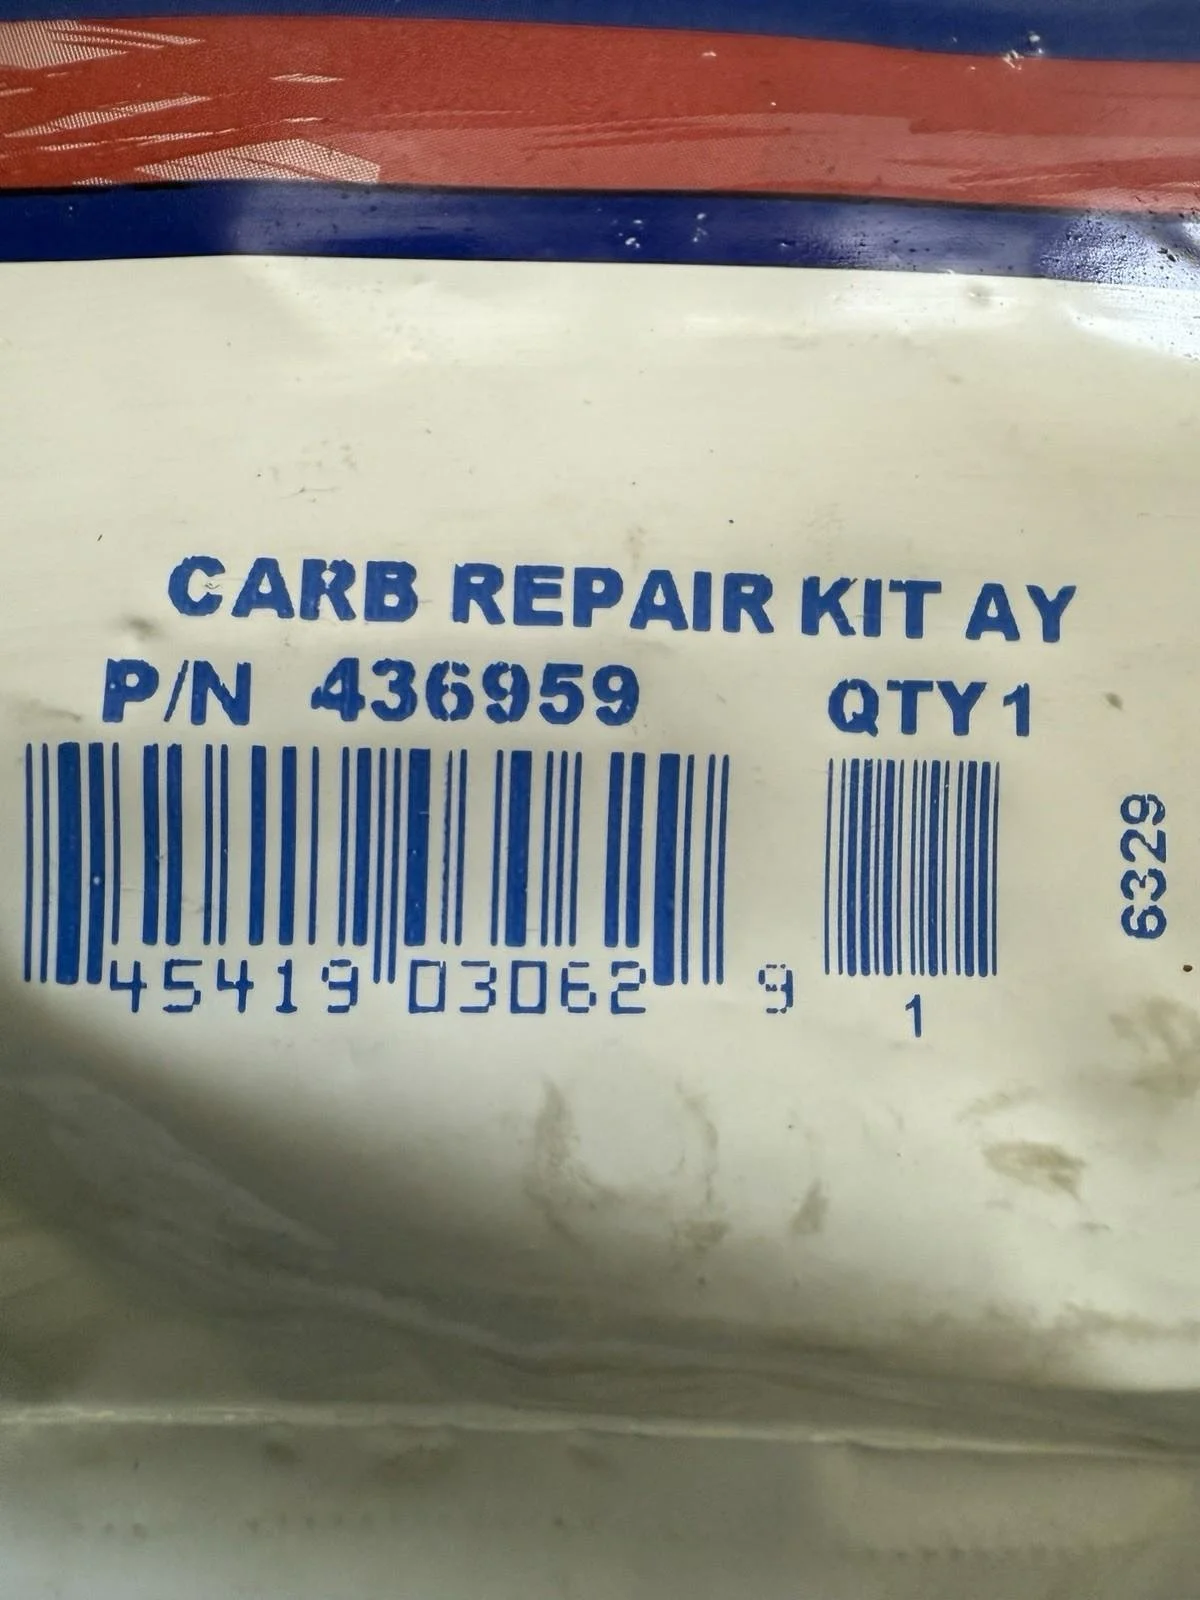 CARB REPAIR KIT AY
P/N 436959 QTY 1
45419 03062 9
1
6329